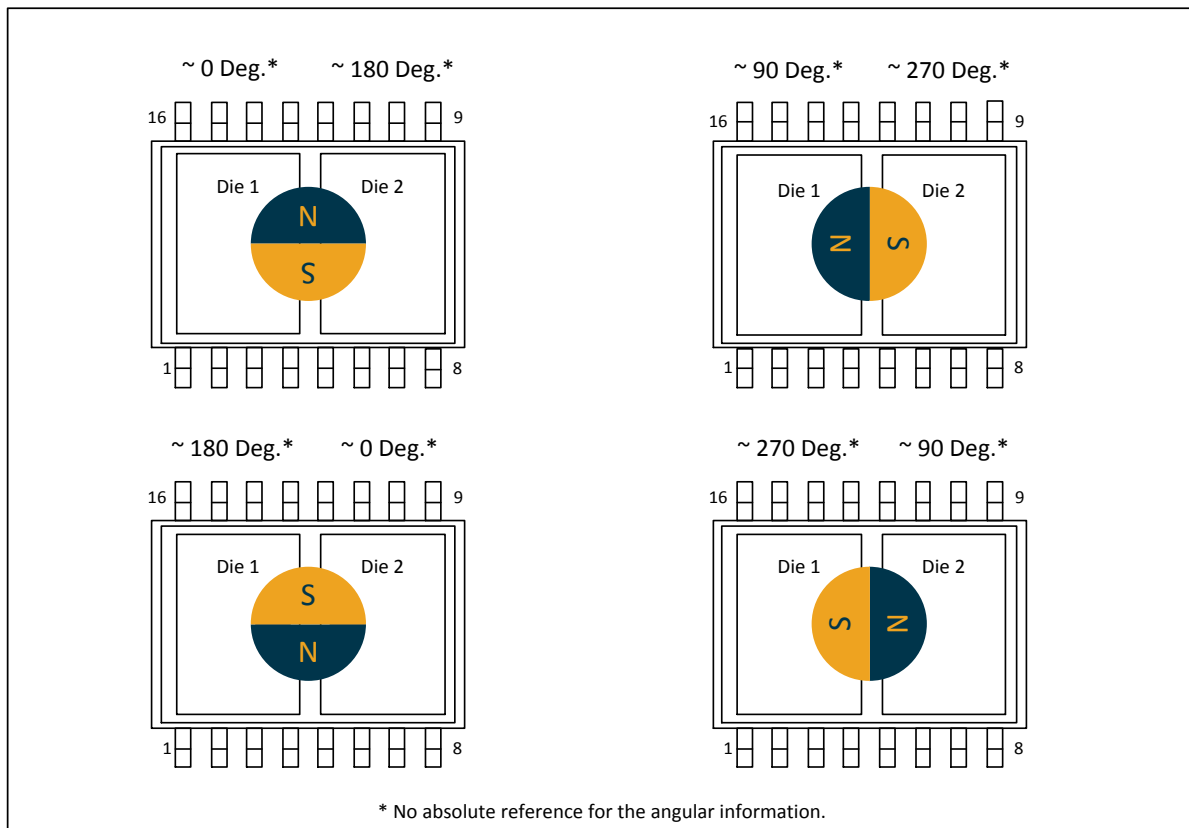 ~ 0 Deg.* ~ 180 Deg.*
16 9
Die 1 Die 2
N
S
1 8
~ 90 Deg.* ~ 270 Deg.*
16 9
Die 1 Die 2
N S
1 8
~ 180 Deg.* ~ 0 Deg.*
16 9
Die 1 Die 2
S
N
1 8
~ 270 Deg.* ~ 90 Deg.*
16 9
Die 1 Die 2
S N
1 8
* No absolute reference for the angular information.